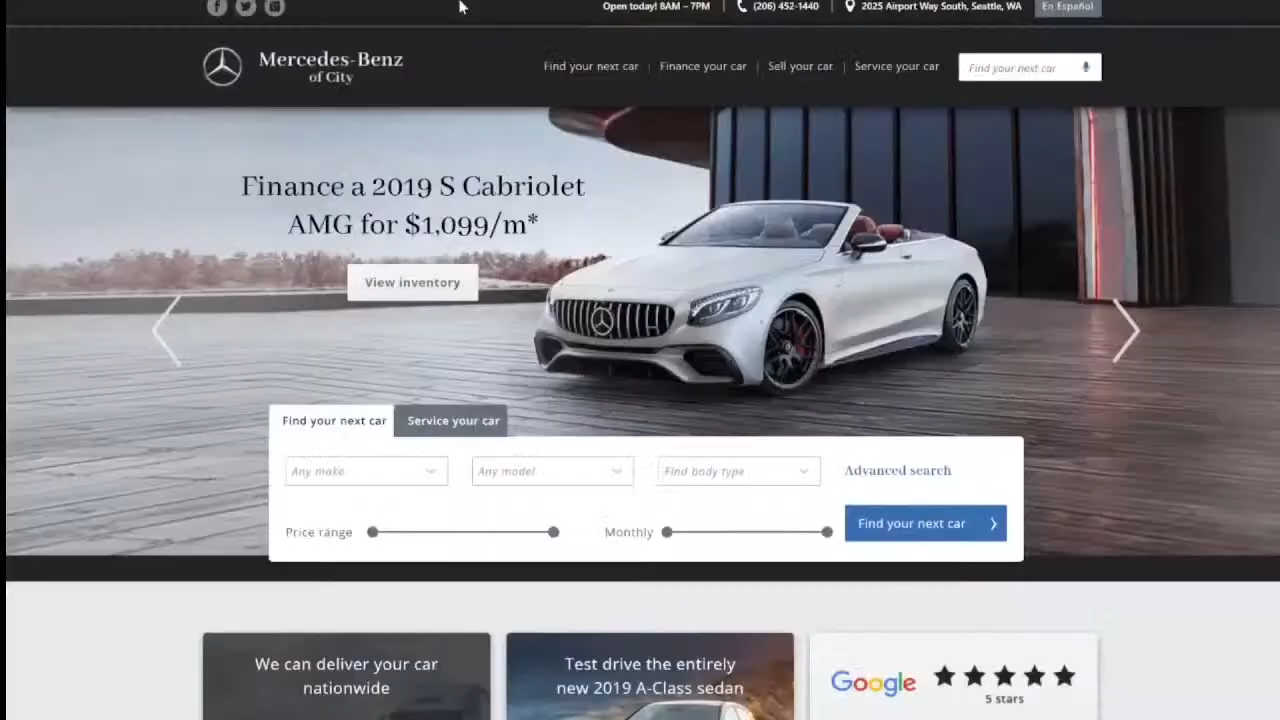 Open today! 8AM – 7PM
(206) 452-1440
2025 Airport Way South, Seattle, WA
En Español
Mercedes-Benz
of City
Find your next car
Finance your car
Sell your car
Service your car
Find your next car
Finance a 2019 S Cabriolet
AMG for $1,099/m*
View inventory
Find your next car
Service your car
Any make
Any model
Find body type
Advanced search
Price range
Monthly
Find your next car
We can deliver your car
nationwide
Test drive the entirely
new 2019 A-Class sedan
Google
5 stars